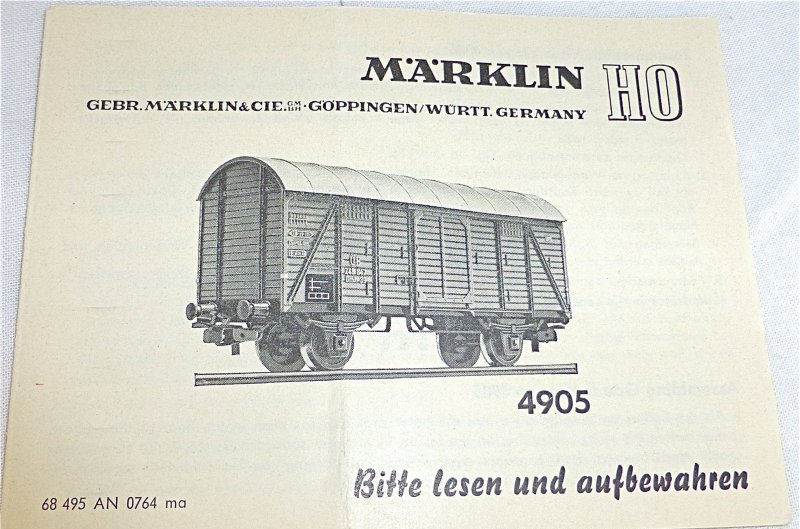 MÄRKLIN HO
GEBR. MÄRKLIN & CIE. GMBH · GÖPPINGEN/WÜRTT. GERMANY
DB
4905
Bitte lesen und aufbewahren
68 495 AN 0764 ma